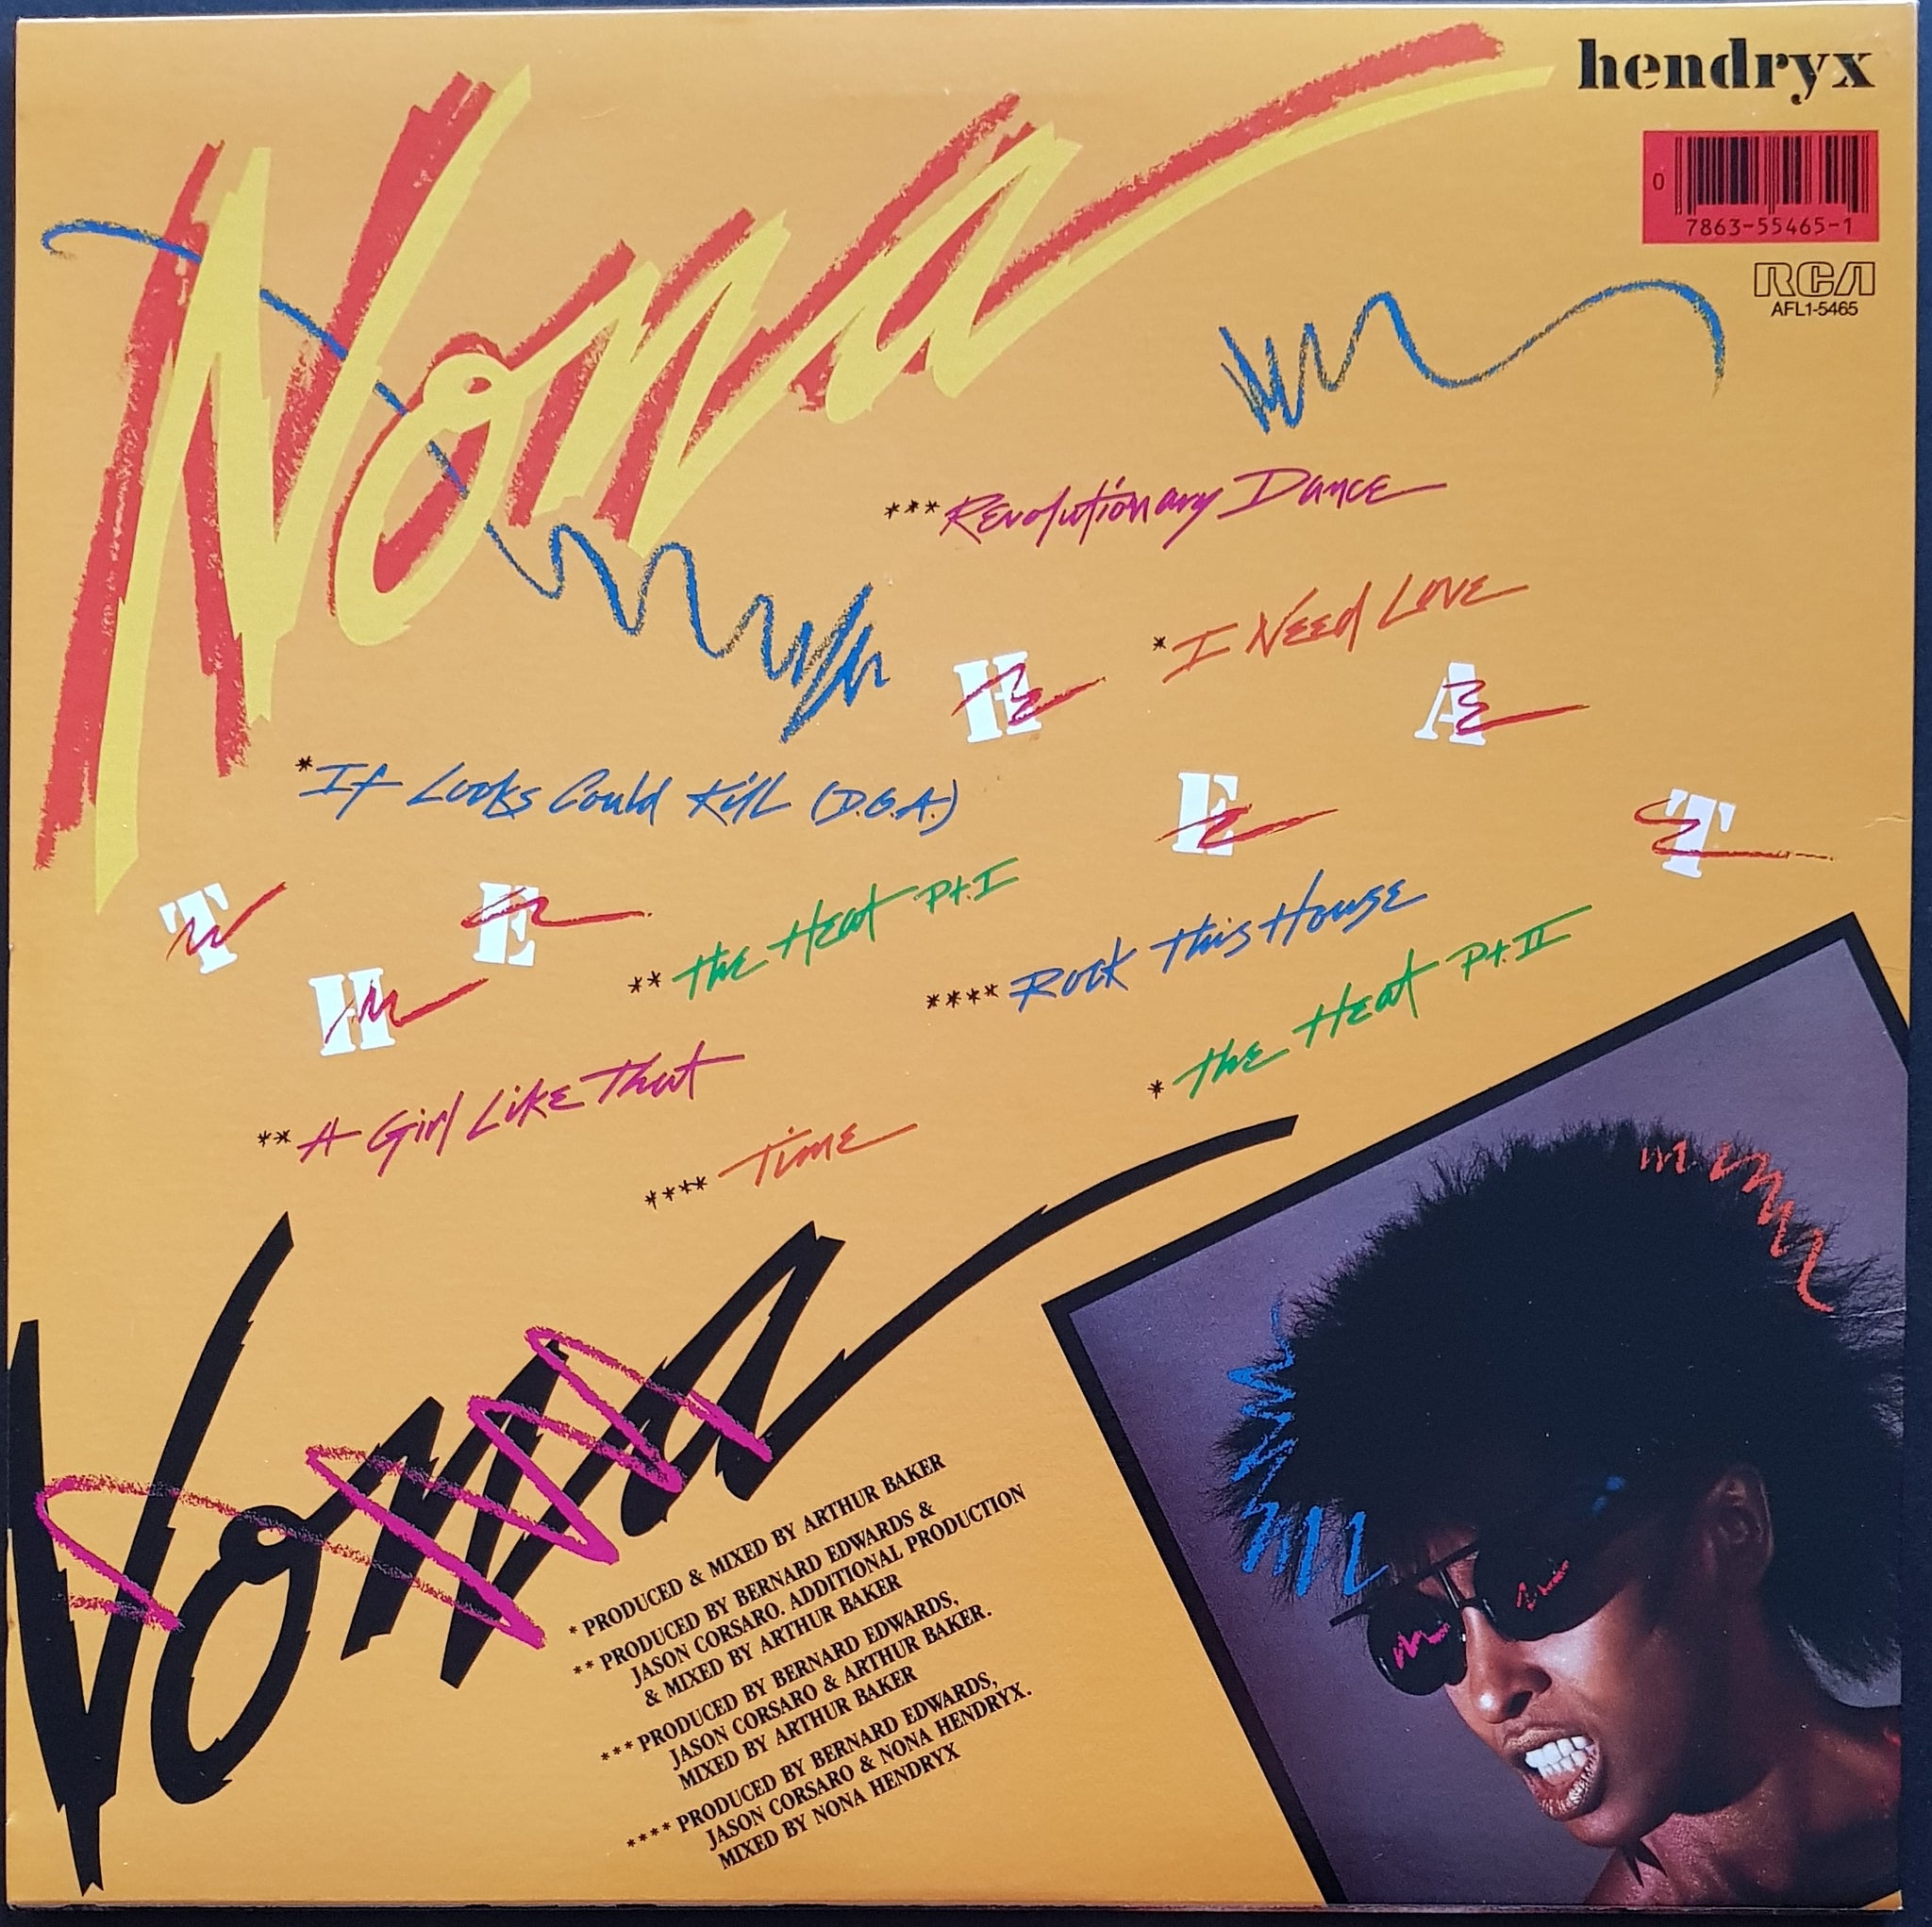 hendryx
Nona
0
7863-55465-1
RCA
AFL1-5465
***Revolutionary Dance
*I Need Love
*If Looks Could Kill (D.O.A.)
THE HEAT
**The Heat Pt. I
****Rock This House
*The Heat Pt. II
**A Girl Like That
****Time
Nona
* PRODUCED & MIXED BY ARTHUR BAKER
** PRODUCED BY BERNARD EDWARDS &
JASON CORSARO. ADDITIONAL PRODUCTION
& MIXED BY ARTHUR BAKER
*** PRODUCED BY BERNARD EDWARDS,
JASON CORSARO & ARTHUR BAKER.
MIXED BY ARTHUR BAKER
**** PRODUCED BY BERNARD EDWARDS,
JASON CORSARO & NONA HENDRYX.
MIXED BY NONA HENDRYX